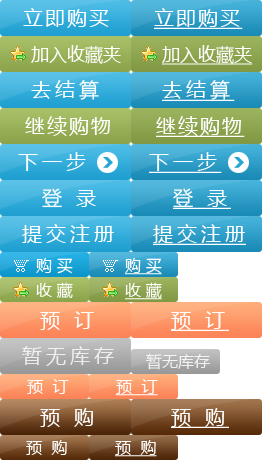 立即购买 立即购买
加入收藏夹 加入收藏夹
去结算 去结算
继续购物 继续购物
下一步 下一步
登 录 登 录
提交注册 提交注册
购 买 购 买
收 藏 收 藏
预 订 预 订
暂无库存 暂无库存
预 订 预 订
预 购 预 购
预 购 预 购